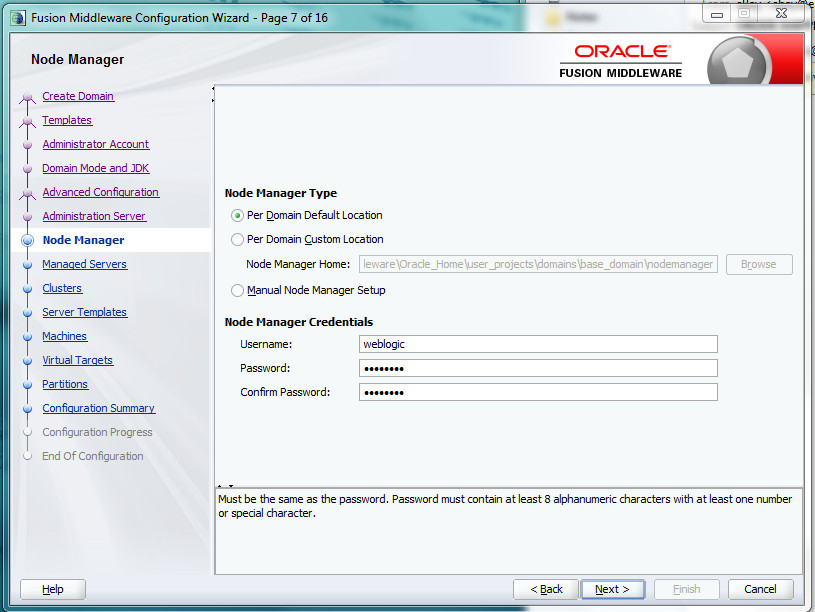 Fusion Middleware Configuration Wizard - Page 7 of 16
Node Manager
ORACLE
FUSION MIDDLEWARE
Create Domain
Templates
Administrator Account
Domain Mode and JDK
Advanced Configuration
Administration Server
Node Manager
Managed Servers
Clusters
Server Templates
Machines
Virtual Targets
Partitions
Configuration Summary
Configuration Progress
End Of Configuration
Node Manager Type
Per Domain Default Location
Per Domain Custom Location
Node Manager Home: leware\Oracle_Home\user_projects\domains\base_domain\nodemanager Browse
Manual Node Manager Setup
Node Manager Credentials
Username: weblogic
Password: ••••••••
Confirm Password: ••••••••
Must be the same as the password. Password must contain at least 8 alphanumeric characters with at least one number
or special character.
Help < Back Next > Finish Cancel